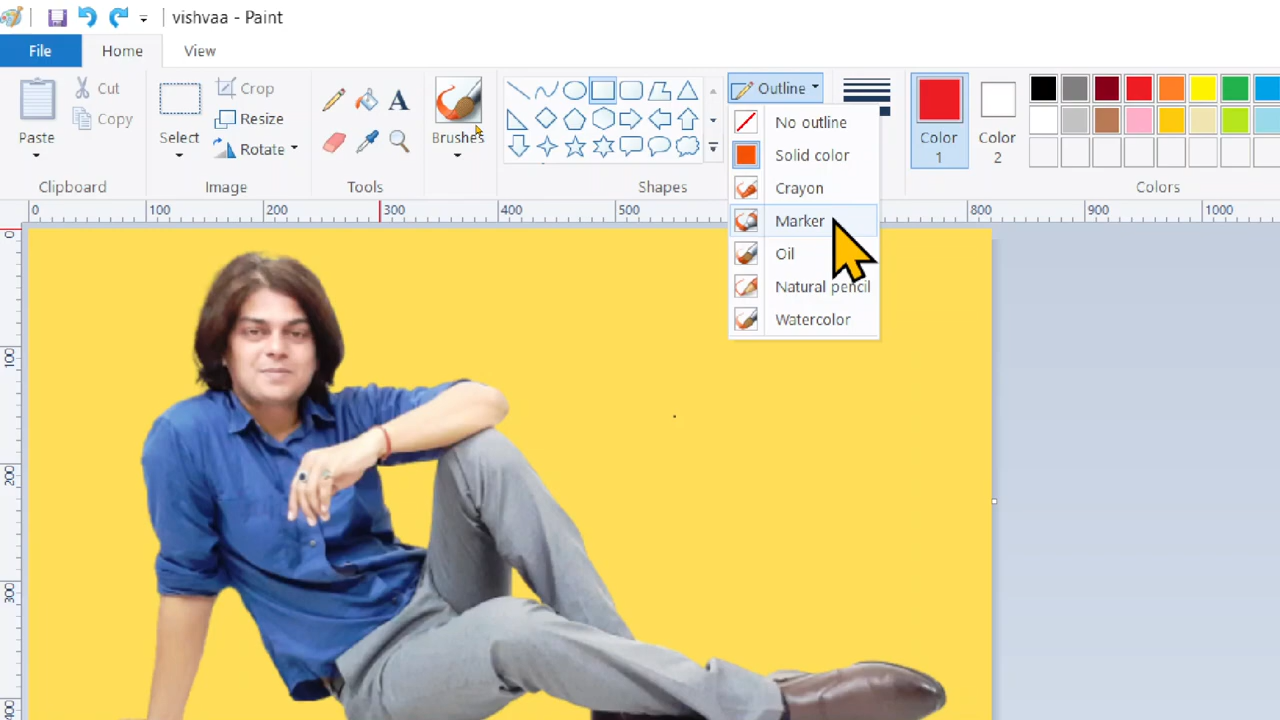 vishvaa - Paint
File Home View
Paste
Cut
Copy
Clipboard
Select
Crop
Resize
Rotate
Image
Tools
Brushes
Shapes
Outline
No outline
Solid color
Crayon
Marker
Oil
Natural pencil
Watercolor
Color 1
Color 2
Colors
0 100 200 300 400 500 800 900 1000
0
100
200
300
400